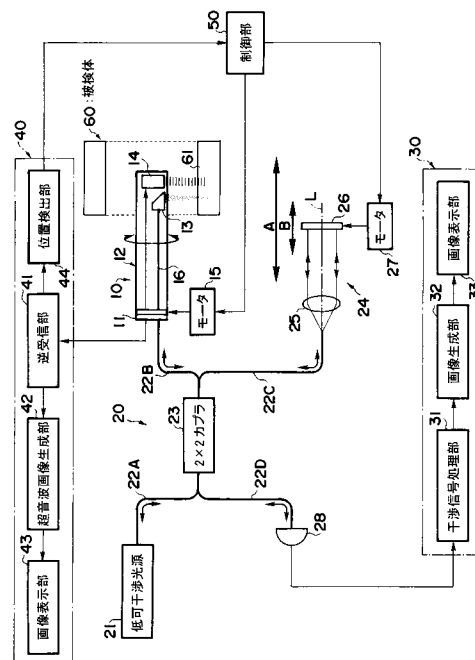 40
43
画像表示部
42
超音波画像生成部
41
逆受信部
44
位置検出部
50
制御部
60:被検体
10
12
11
14
61
13
16
15
モータ
A
B
L
26
27
モータ
24
25
22B
22C
20
23
2×2カプラ
22A
22D
21
低可干渉光源
28
30
31
干渉信号処理部
32
画像生成部
33
画像表示部